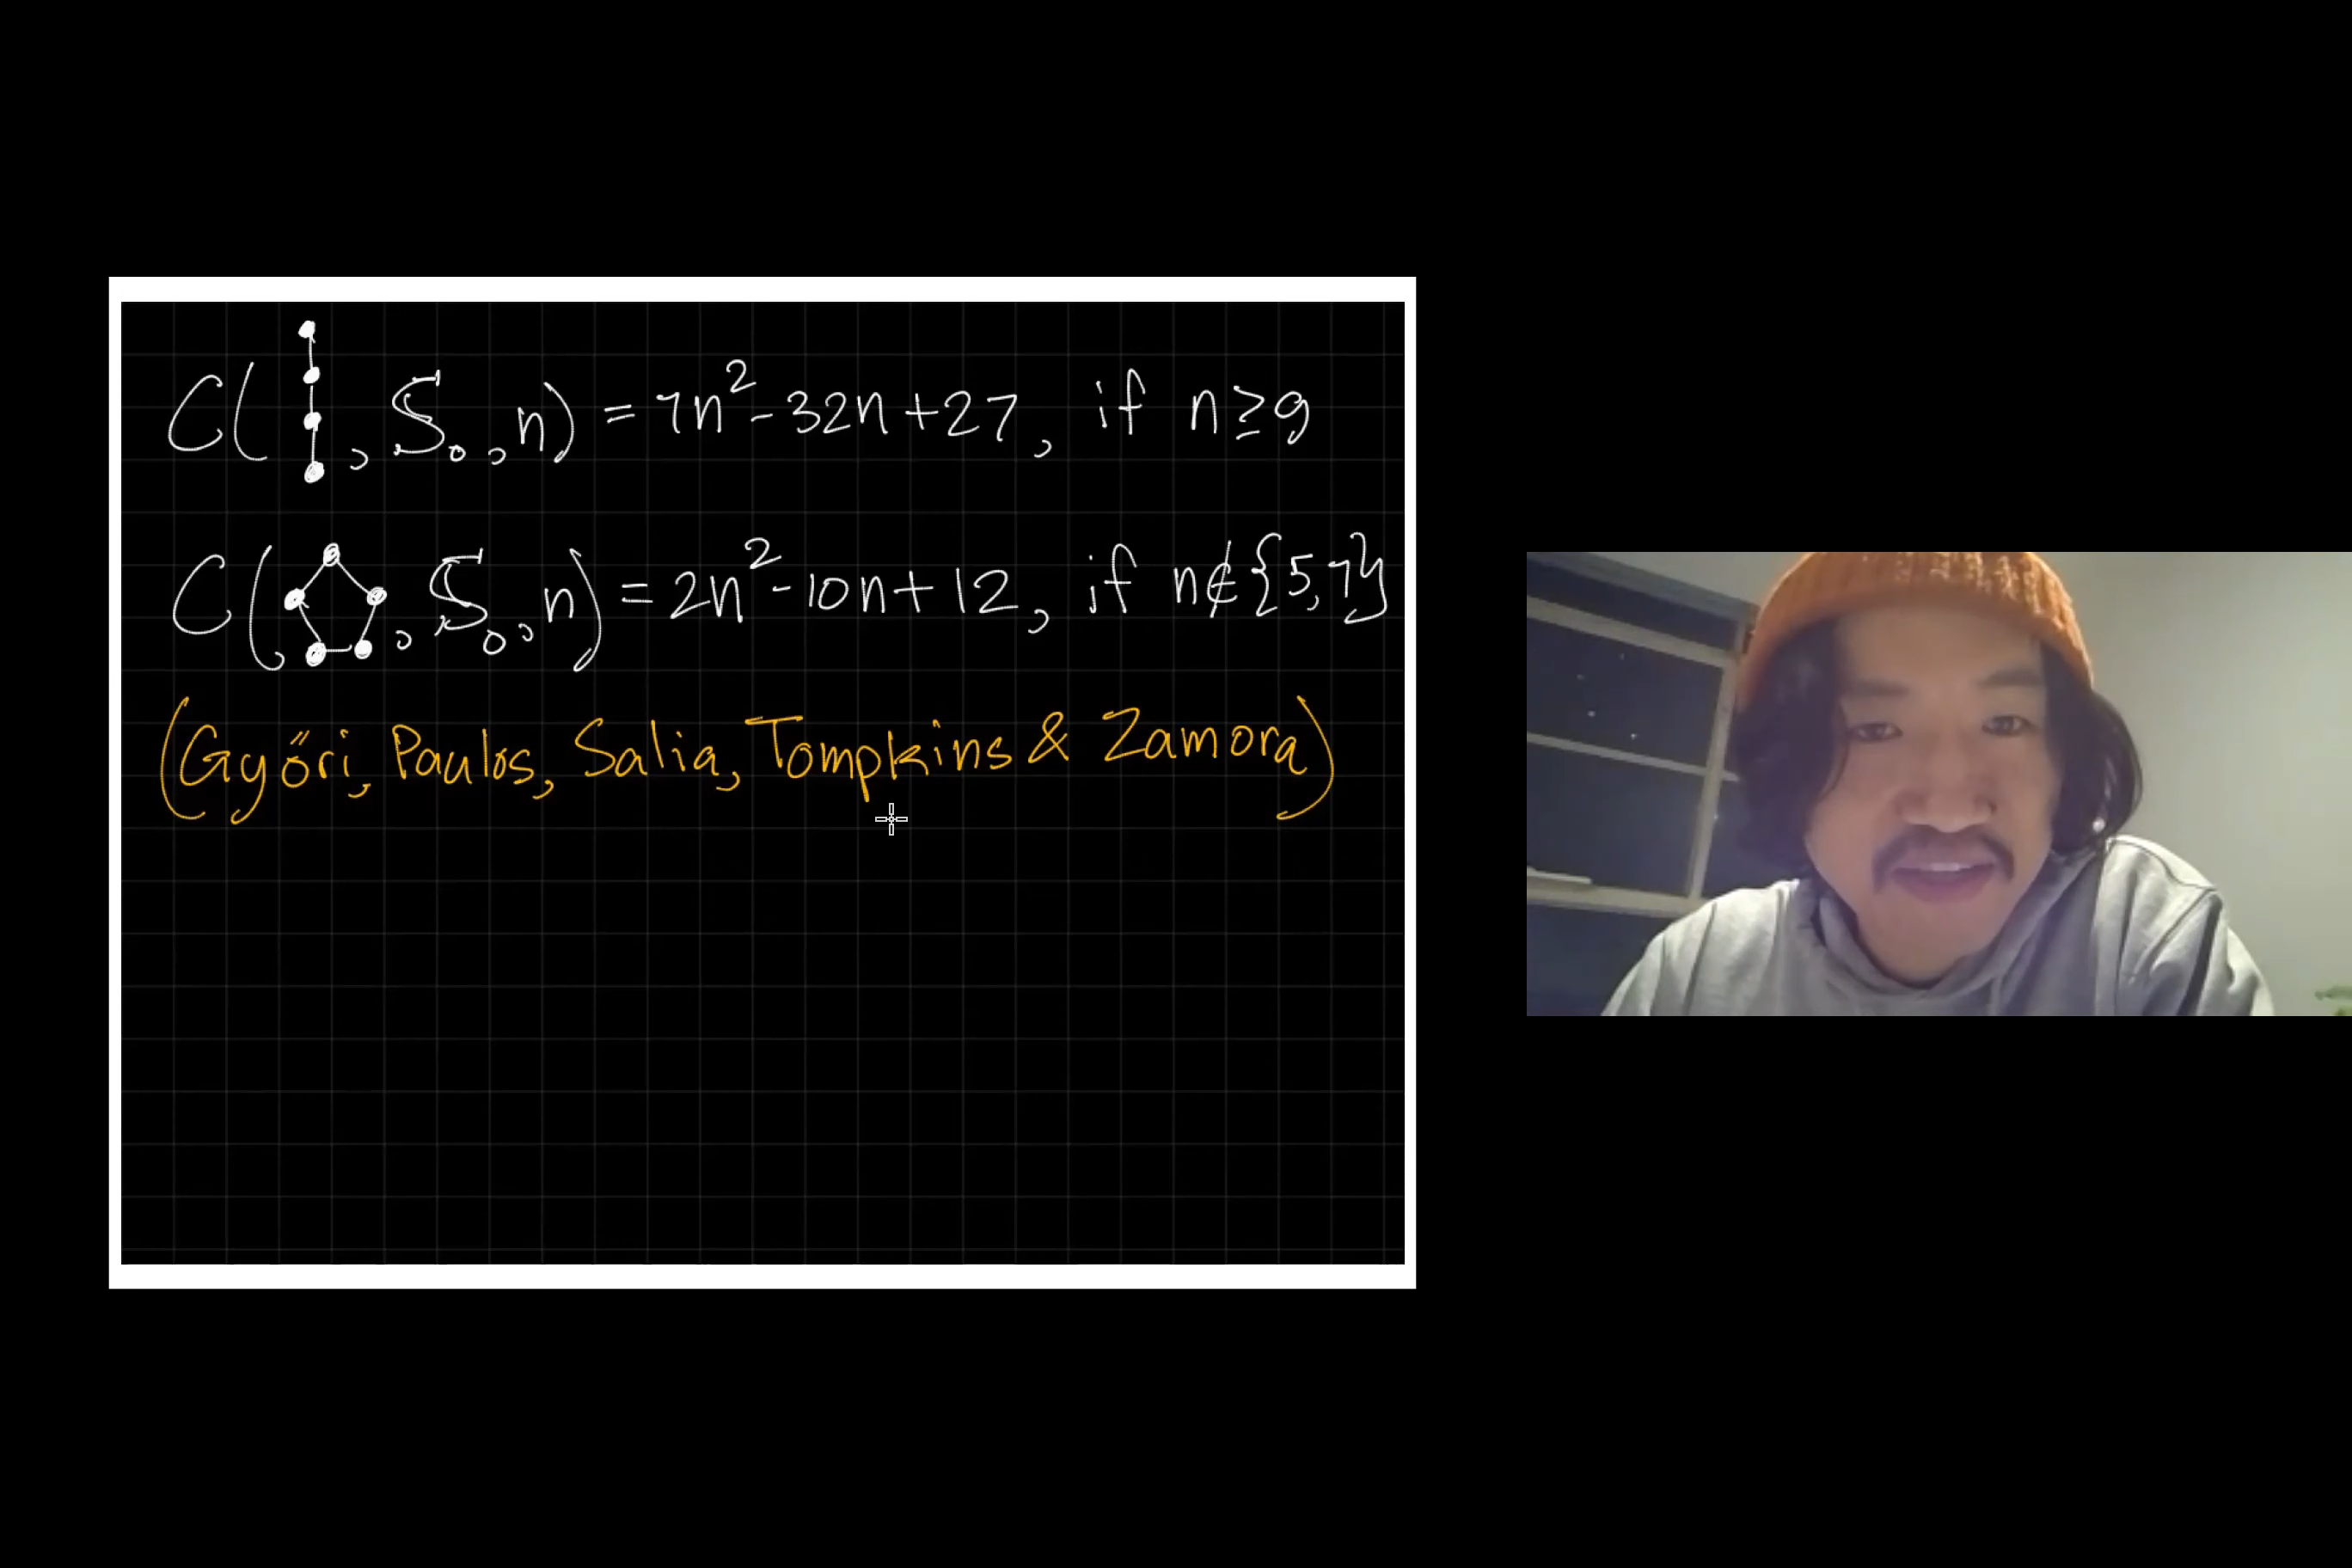 C( , S₀, n) = 7n² - 32n + 27, if n ≥ 9
C( , S₀, n) = 2n² - 10n + 12, if n ∉ {5, 7}
(Győri, Paulos, Salia, Tompkins & Zamora)